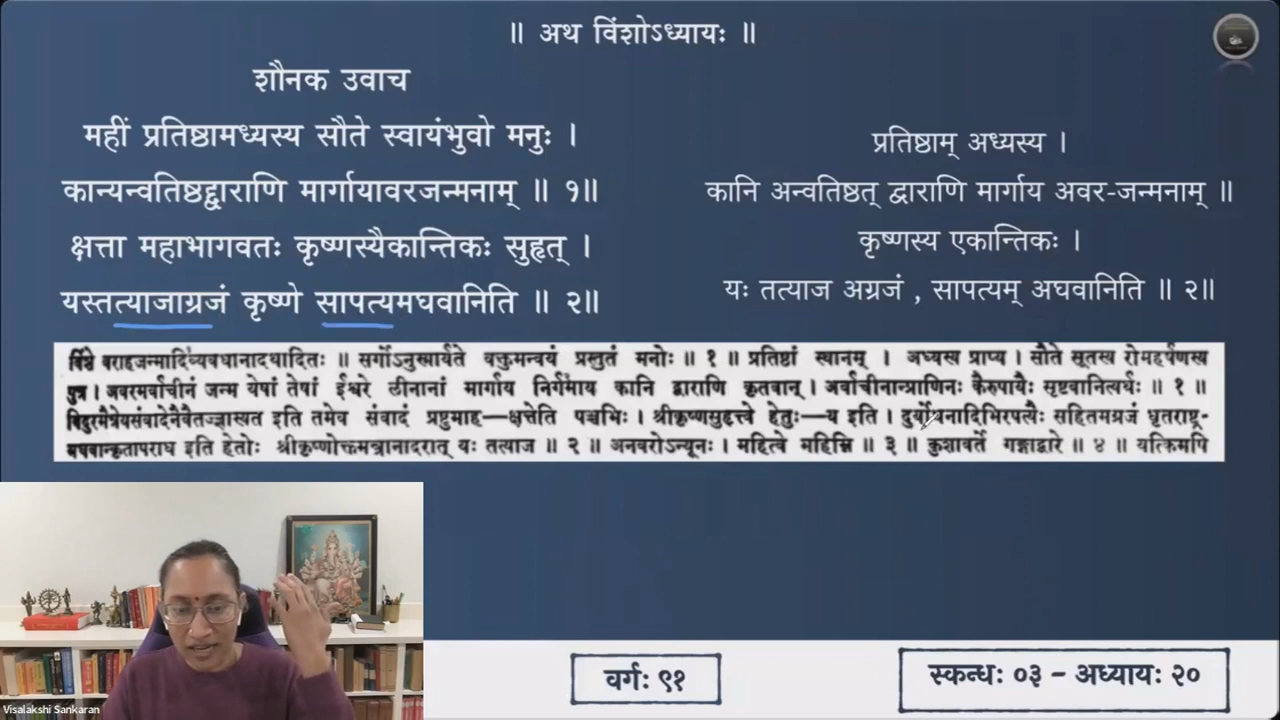 ॥ अथ विंशोऽध्यायः ॥
शौनक उवाच
महीं प्रतिष्ठामध्यस्य सौते स्वायंभुवो मनुः ।
कान्यन्वतिष्ठद्द्वाराणि मार्गायावरजन्मनाम् ॥ १॥
क्षत्ता महाभागवतः कृष्णस्यैकान्तिकः सुहृत् ।
यस्तत्याजाग्रजं कृष्णे सापत्यमघवानिति ॥ २॥
प्रतिष्ठाम् अध्यस्य ।
कानि अन्वतिष्ठत् द्वाराणि मार्गाय अवर-जन्मनाम् ॥
कृष्णस्य एकान्तिकः ।
यः तत्याज अग्रजं , सापत्यम् अघवानिति ॥ २॥
विंशे वराहजन्मादिव्यवधानादथादितः ॥ सर्गोऽनुस्मार्यते वक्तुमन्वयं प्रस्तुतं मनोः ॥ १ ॥ प्रतिष्ठां स्थानम् । अध्यस्य प्राप्य । सौते सूतस्य रोमहर्षणस्य
पुत्र । अवरमर्वाचीनं जन्म येषां तेषां ईश्वरे लीनानां मार्गाय निर्गमाय कानि द्वाराणि कृतवान् । अर्वाचीनान्प्राणिनः कैरुपायैः सृष्टवानित्यर्थः ॥ १ ॥
विदुरमैत्रेयसंवादेनैवैतज्ज्ञास्यत इति तमेव संवादं प्रष्टुमाह—क्षत्तेति पञ्चभिः । श्रीकृष्णसुहृत्त्वे हेतुः—य इति । दुर्योधनादिभिरपत्यैः सहितमग्रजं धृतराष्ट्र-
मघवान्कृतापराध इति हेतोः श्रीकृष्णोक्तमन्त्रानादरात् यः तत्याज ॥ २ ॥ अनवरोऽन्यूनः । महित्वे महिम्नि ॥ ३ ॥ कुशावर्ते गङ्गाद्वारे ॥ ४ ॥ यत्किमपि
Visalakshi Sankaran
वर्गः ९१
स्कन्धः ०३ – अध्यायः २०